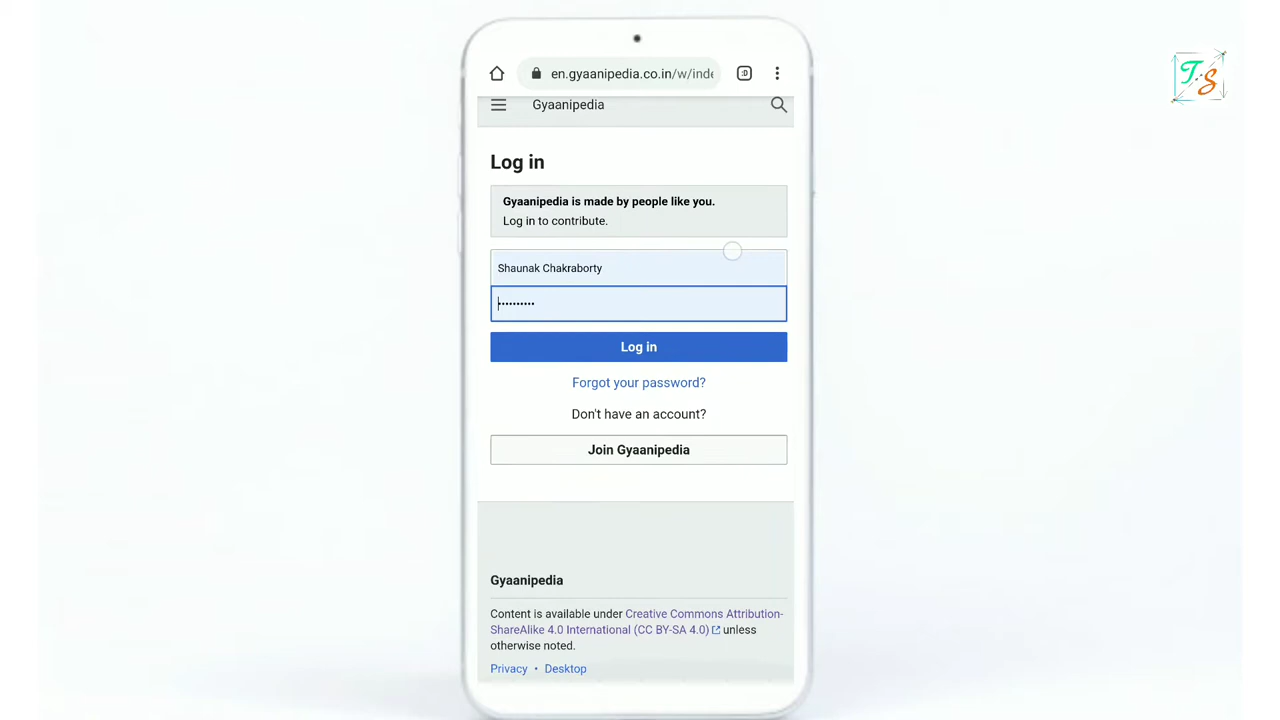 T.S
en.gyaanipedia.co.in/w/inde
:D
Gyaanipedia
Log in
Gyaanipedia is made by people like you.
Log in to contribute.
Shaunak Chakraborty
••••••••••
Log in
Forgot your password?
Don't have an account?
Join Gyaanipedia
Gyaanipedia
Content is available under Creative Commons Attribution-
ShareAlike 4.0 International (CC BY-SA 4.0) unless
otherwise noted.
Privacy • Desktop